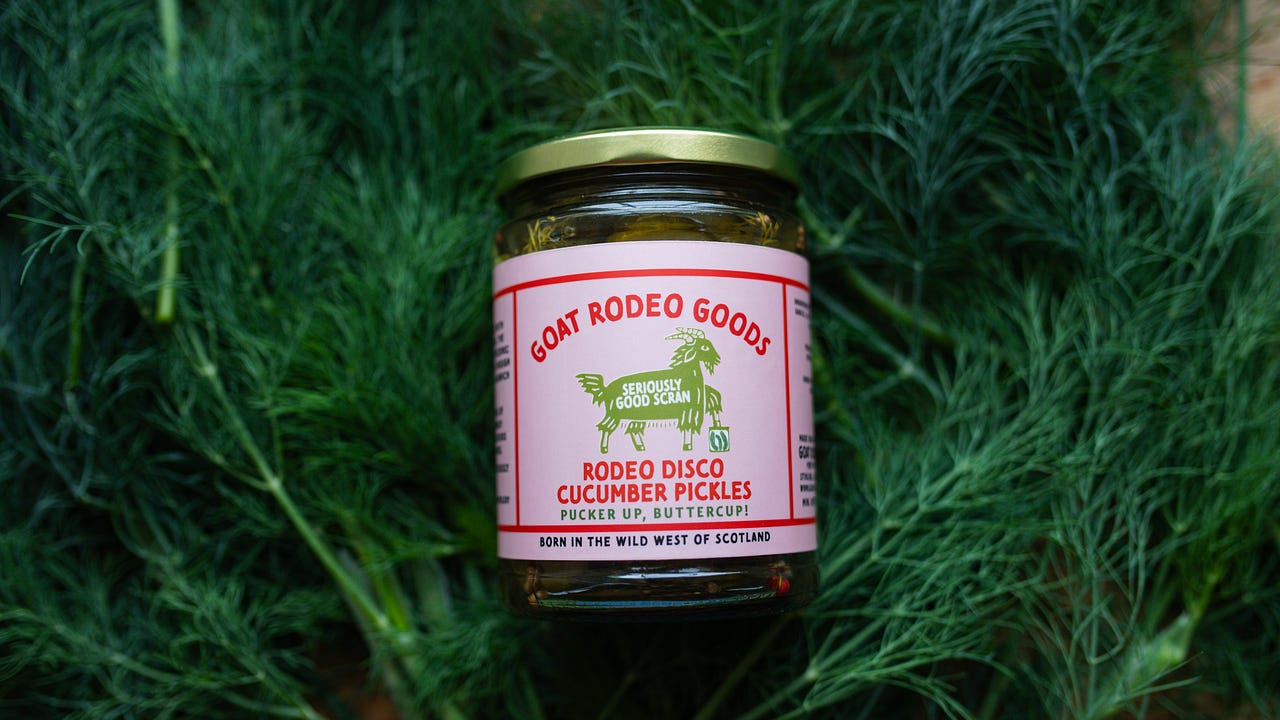 GOAT RODEO GOODS
SERIOUSLY
GOOD SCRAN
RODEO DISCO
CUCUMBER PICKLES
PUCKER UP, BUTTERCUP!
BORN IN THE WILD WEST OF SCOTLAND